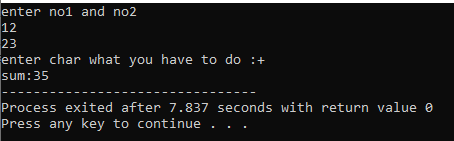 enter no1 and no2
12
23
enter char what you have to do :+
sum:35
--------------------------------
Process exited after 7.837 seconds with return value 0
Press any key to continue . . .